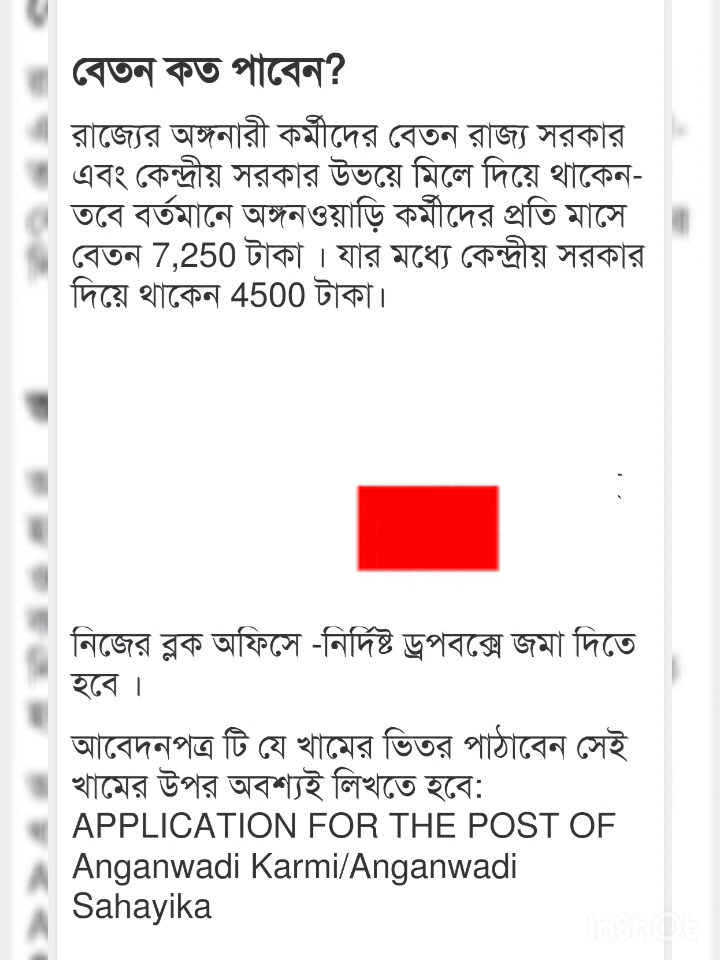 বেতন কত পাবেন?
রাজ্যের অঙ্গনারী কর্মীদের বেতন রাজ্য সরকার
এবং কেন্দ্রীয় সরকার উভয়ে মিলে দিয়ে থাকেন-
তবে বর্তমানে অঙ্গনওয়াড়ি কর্মীদের প্রতি মাসে
বেতন 7,250 টাকা । যার মধ্যে কেন্দ্রীয় সরকার
দিয়ে থাকেন 4500 টাকা।
নিজের ব্লক অফিসে -নির্দিষ্ট ড্রপবক্সে জমা দিতে
হবে ।
আবেদনপত্র টি যে খামের ভিতর পাঠাবেন সেই
খামের উপর অবশ্যই লিখতে হবে:
APPLICATION FOR THE POST OF
Anganwadi Karmi/Anganwadi
Sahayika
InShOt